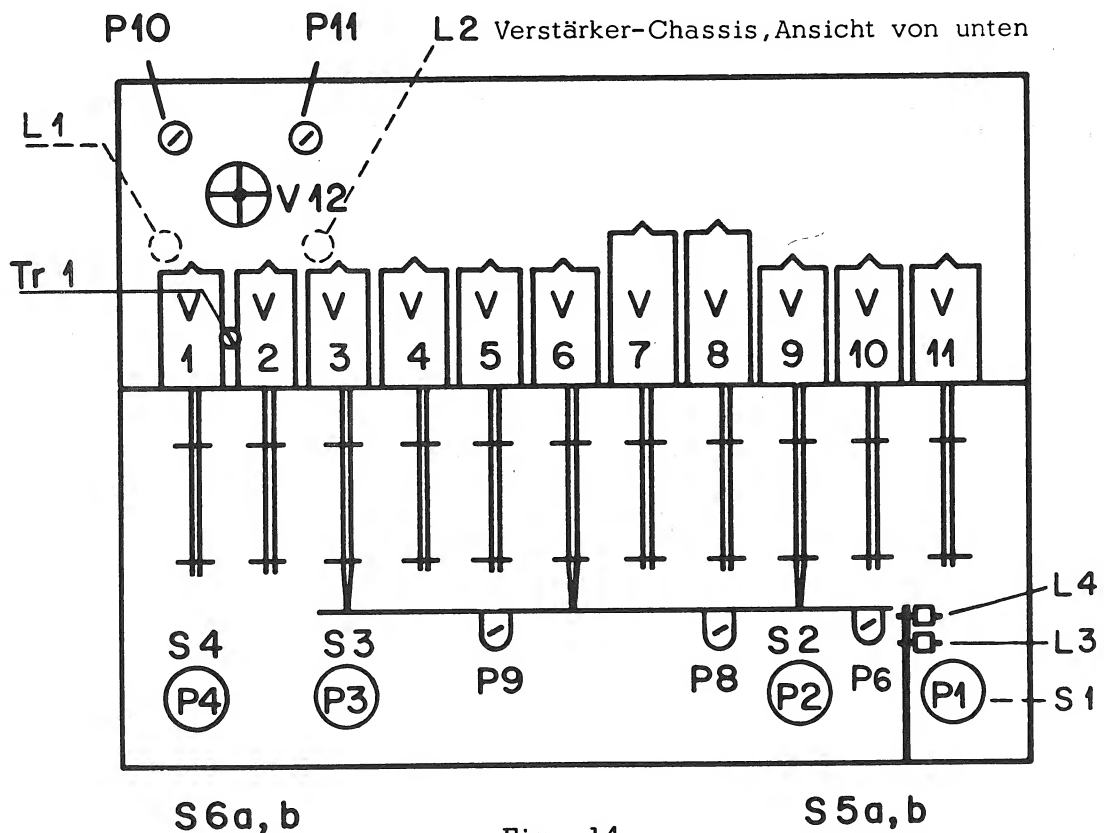 P10 P11 L2 Verstärker-Chassis, Ansicht von unten
L1
V12
Tr 1
V V V V V V V V V V V
1 2 3 4 5 6 7 8 9 10 11
L4
S4 S3 S2 L3
P9 P8 P6
P4 P3 P2 P1 S1
S6a, b S5a, b